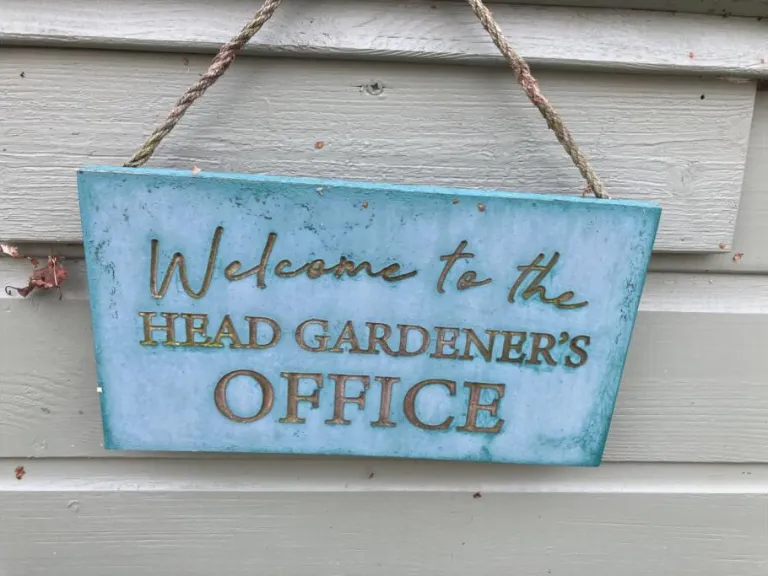 Welcome to the
HEAD GARDENER'S
OFFICE